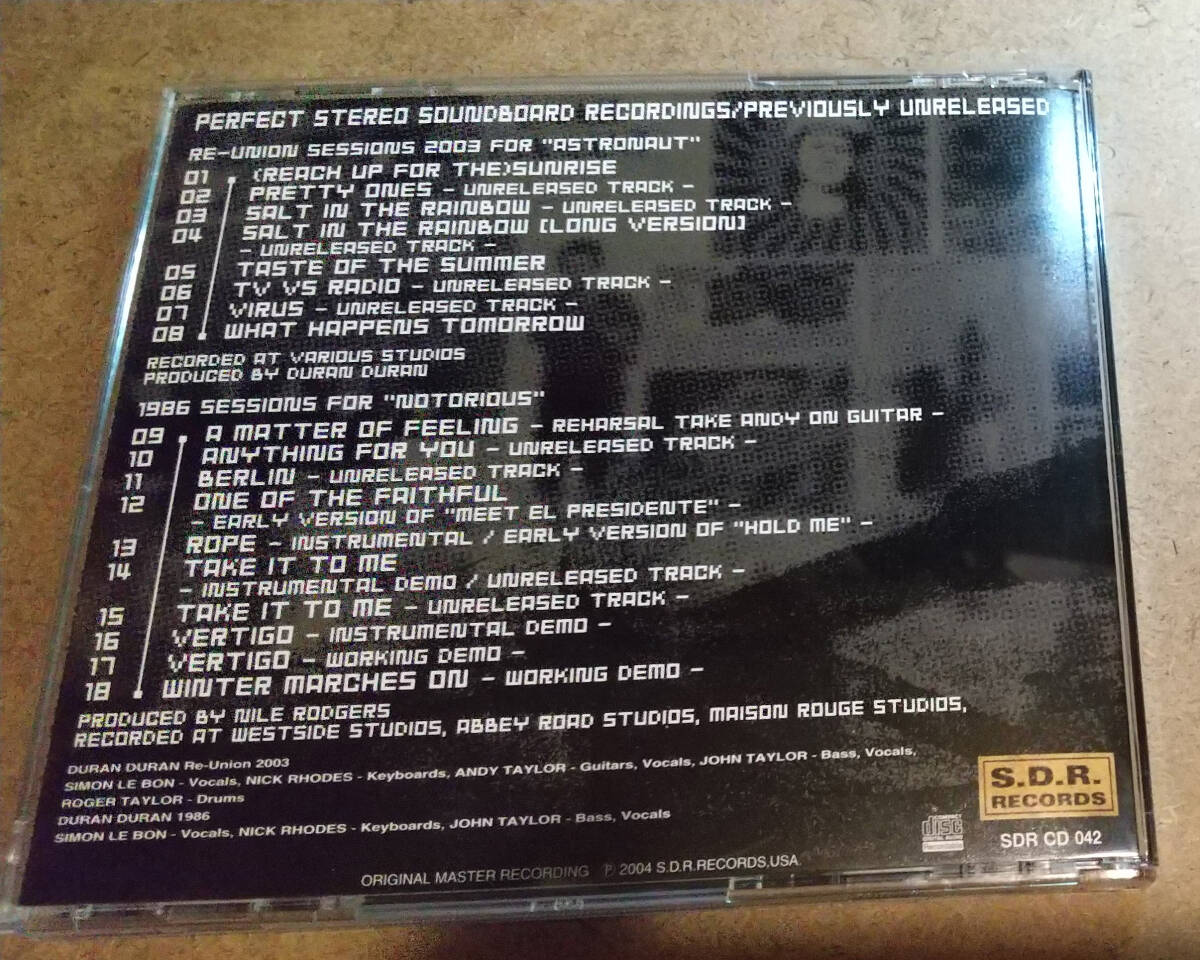 PERFECT STEREO SOUNDBOARD RECORDINGS/PREVIOUSLY UNRELEASED
RE-UNION SESSIONS 2003 FOR "ASTRONAUT"
01 (REACH UP FOR THE)SUNRISE
02 PRETTY ONES - UNRELEASED TRACK -
03 SALT IN THE RAINBOW - UNRELEASED TRACK -
04 SALT IN THE RAINBOW [LONG VERSION]
- UNRELEASED TRACK -
05 TASTE OF THE SUMMER
06 TV VS RADIO - UNRELEASED TRACK -
07 VIRUS - UNRELEASED TRACK -
08 WHAT HAPPENS TOMORROW
RECORDED AT VARIOUS STUDIOS
PRODUCED BY DURAN DURAN
1986 SESSIONS FOR "NOTORIOUS"
09 A MATTER OF FEELING - REHARSAL TAKE ANDY ON GUITAR -
10 ANYTHING FOR YOU - UNRELEASED TRACK -
11 BERLIN - UNRELEASED TRACK -
12 ONE OF THE FAITHFUL
- EARLY VERSION OF "MEET EL PRESIDENTE" -
13 ROPE - INSTRUMENTAL / EARLY VERSION OF "HOLD ME" -
14 TAKE IT TO ME
- INSTRUMENTAL DEMO / UNRELEASED TRACK -
15 TAKE IT TO ME - UNRELEASED TRACK -
16 VERTIGO - INSTRUMENTAL DEMO -
17 VERTIGO - WORKING DEMO -
18 WINTER MARCHES ON - WORKING DEMO -
PRODUCED BY NILE RODGERS
RECORDED AT WESTSIDE STUDIOS, ABBEY ROAD STUDIOS, MAISON ROUGE STUDIOS,
DURAN DURAN Re-Union 2003
SIMON LE BON - Vocals, NICK RHODES - Keyboards, ANDY TAYLOR - Guitars, Vocals, JOHN TAYLOR - Bass, Vocals,
ROGER TAYLOR - Drums
DURAN DURAN 1986
SIMON LE BON - Vocals, NICK RHODES - Keyboards, JOHN TAYLOR - Bass, Vocals
S.D.R.
RECORDS
COMPACT
disc
DIGITAL AUDIO
SDR CD 042
ORIGINAL MASTER RECORDING ℗ 2004 S.D.R.RECORDS,USA